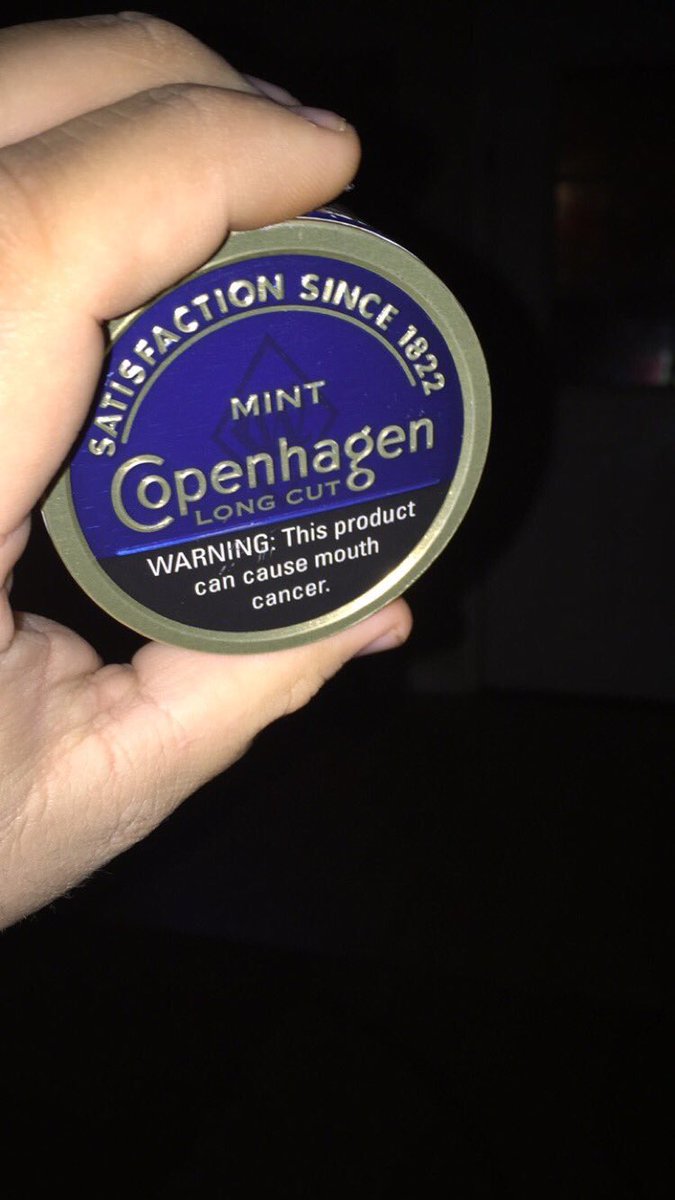 SATISFACTION SINCE 1822
MINT
Copenhagen
LONG CUT
WARNING: This product
can cause mouth
cancer.